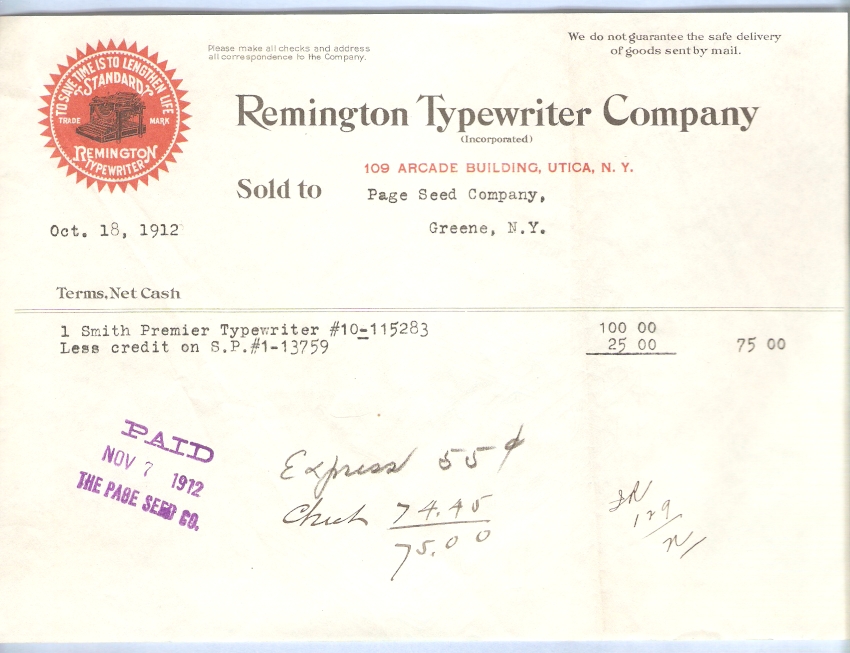 Please make all checks and address
all correspondence to the Company.
We do not guarantee the safe delivery
of goods sent by mail.
TO SAVE TIME IS TO LENGTHEN LIFE
"STANDARD"
TRADE MARK
REMINGTON
TYPEWRITER
Remington Typewriter Company
(Incorporated)
109 ARCADE BUILDING, UTICA, N. Y.
Sold to
Page Seed Company,
Greene, N.Y.
Oct. 18, 1912
Terms, Net Cash
1 Smith Premier Typewriter #10-115283 100 00
Less credit on S.P.#1-13759 25 00 75 00
PAID
NOV 7 1912
THE PAGE SEED CO.
Express 55¢
Check 74.45
75.00
129